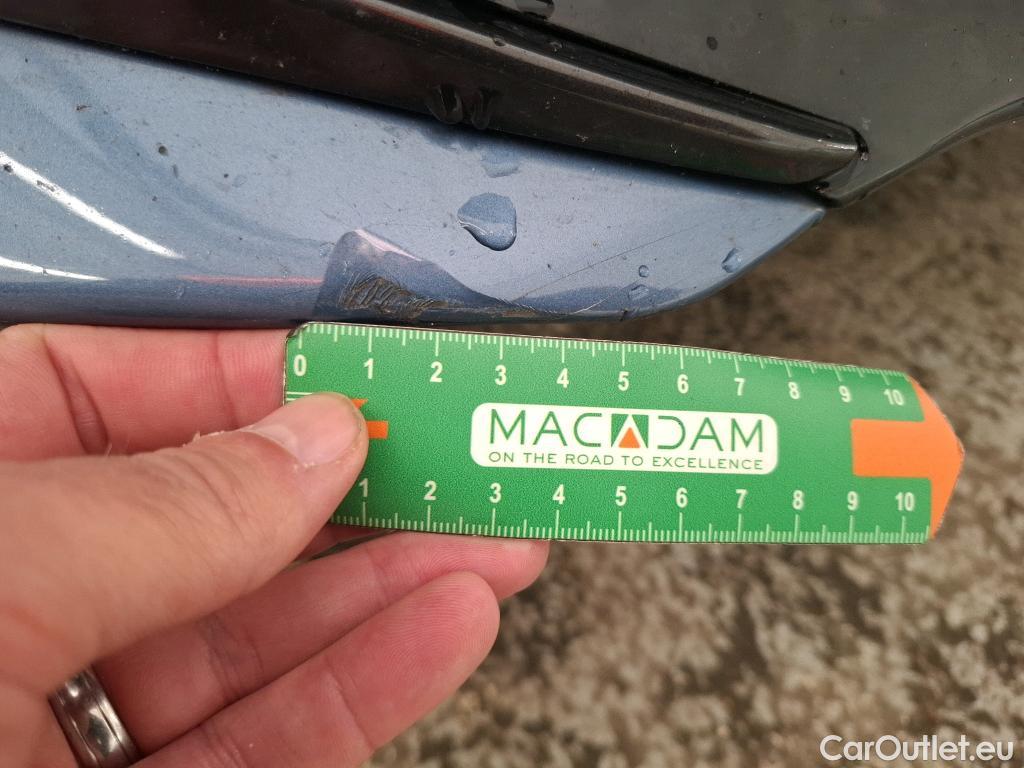 0 1 2 3 4 5 6 7 8 9 10
MACADAM
ON THE ROAD TO EXCELLENCE
1 2 3 4 5 6 7 8 9 10
CarOutlet.eu